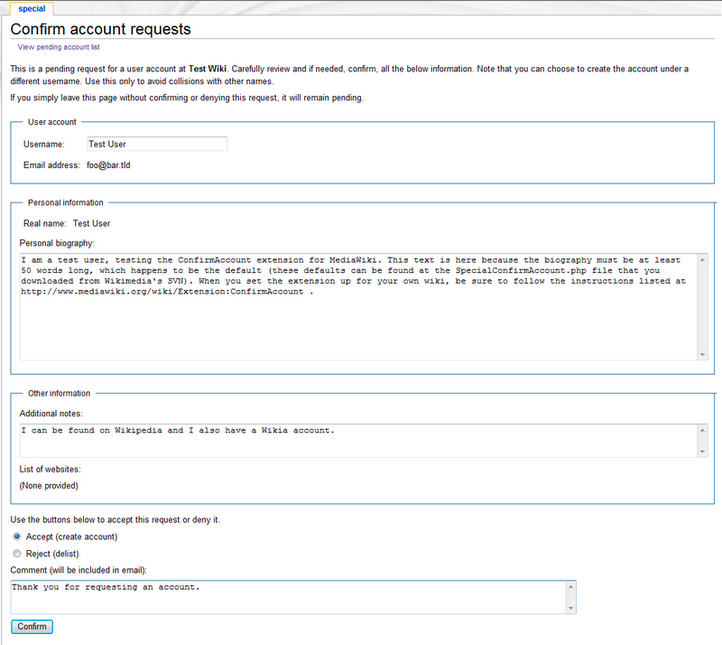 special
Confirm account requests
View pending account list
This is a pending request for a user account at Test Wiki. Carefully review and if needed, confirm, all the below information. Note that you can choose to create the account under a
different username. Use this only to avoid collisions with other names.
If you simply leave this page without confirming or denying this request, it will remain pending.
User account
Username: Test User
Email address: foo@bar.tld
Personal information
Real name: Test User
Personal biography:
I am a test user, testing the ConfirmAccount extension for MediaWiki. This text is here because the biography must be at least
50 words long, which happens to be the default (these defaults can be found at the SpecialConfirmAccount.php file that you
downloaded from Wikimedia's SVN). When you set the extension up for your own wiki, be sure to follow the instructions listed at
http://www.mediawiki.org/wiki/Extension:ConfirmAccount .
Other information
Additional notes:
I can be found on Wikipedia and I also have a Wikia account.
List of websites:
(None provided)
Use the buttons below to accept this request or deny it.
Accept (create account)
Reject (delist)
Comment (will be included in email):
Thank you for requesting an account.
Confirm